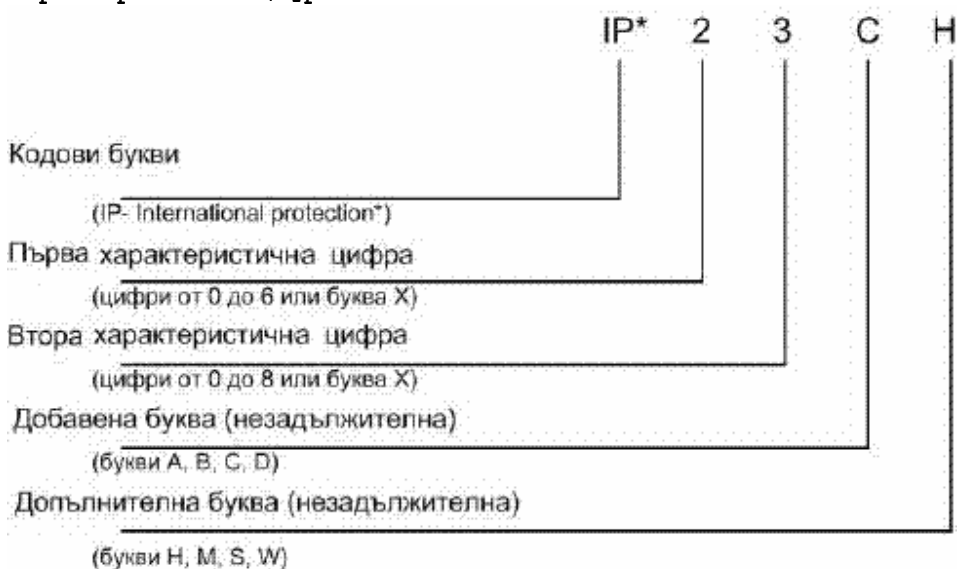 IP* 2 3 C H
Кодови букви
(IP- International protection*)
Първа характеристична цифра
(цифри от 0 до 6 или буква X)
Втора характеристична цифра
(цифри от 0 до 8 или буква X)
Добавена буква (незадължителна)
(букви A, B, C, D)
Допълнителна буква (незадължителна)
(букви H, M, S, W)